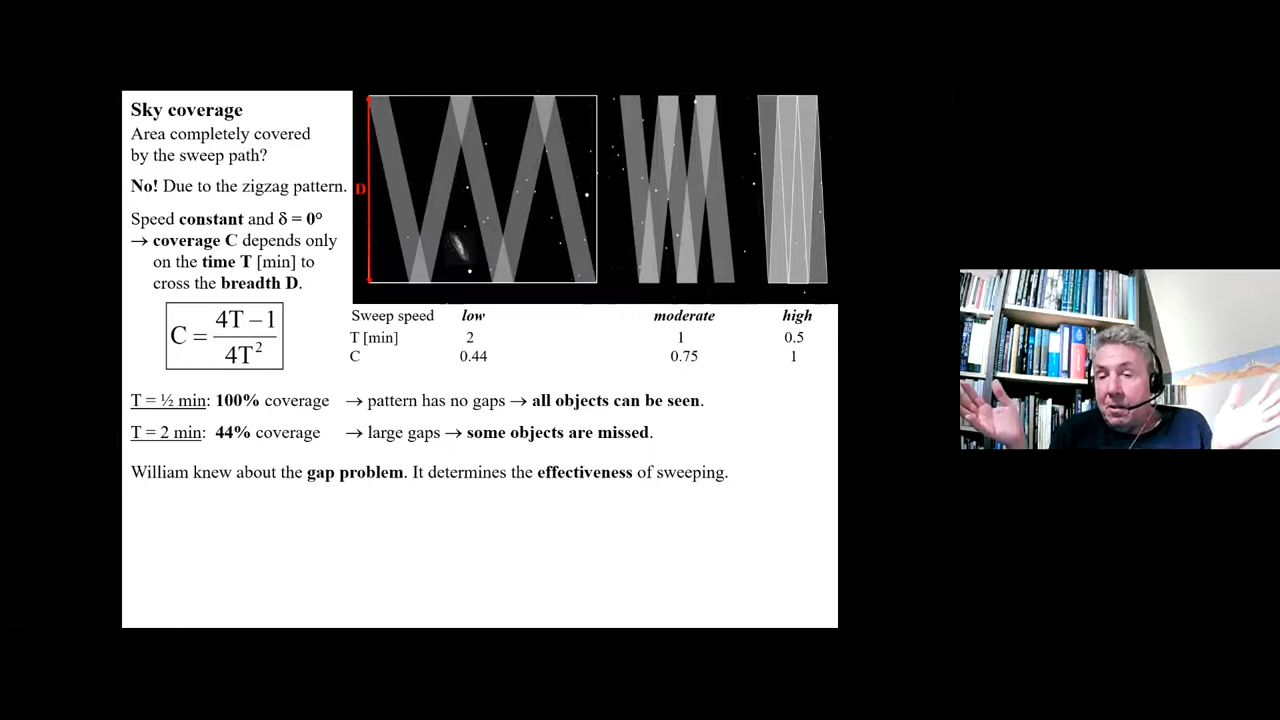 Sky coverage
Area completely covered
by the sweep path?
No! Due to the zigzag pattern.
Speed constant and δ = 0°
→ coverage C depends only
on the time T [min] to
cross the breadth D.
C = (4T − 1) / 4T²
D
Sweep speed low moderate high
T [min] 2 1 0.5
C 0.44 0.75 1
T = ½ min: 100% coverage → pattern has no gaps → all objects can be seen.
T = 2 min: 44% coverage → large gaps → some objects are missed.
William knew about the gap problem. It determines the effectiveness of sweeping.